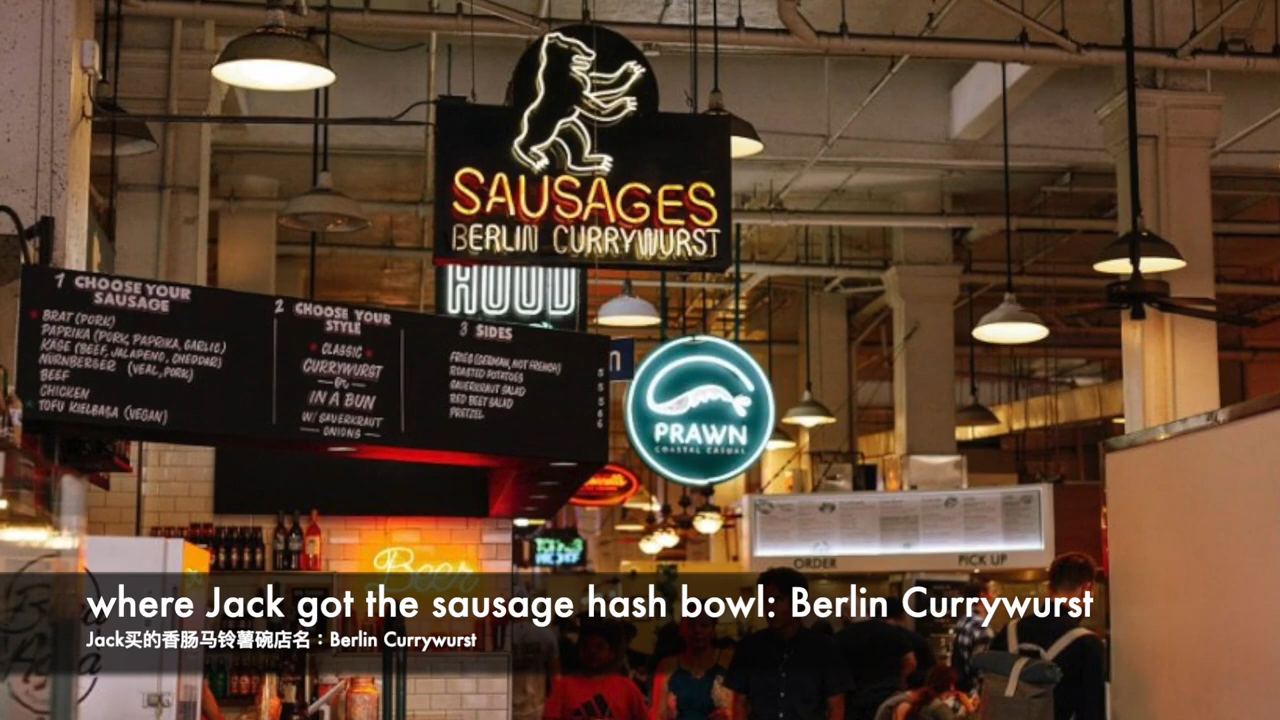 SAUSAGES
BERLIN CURRYWURST
HOOD
1 CHOOSE YOUR
SAUSAGE
BRAT (PORK)
PAPRIKA (PORK, PAPRIKA, GARLIC)
KASE (BEEF, JALAPENO, CHEDDAR)
NÜRNBERGER (VEAL, PORK)
BEEF
CHICKEN
TOFU KIELBASA (VEGAN)
2 CHOOSE YOUR
STYLE
CLASSIC
CURRYWURST
OR
IN A BUN
W/ SAUERKRAUT
ONIONS
3 SIDES
FRIES (GERMAN, NOT FRENCH)
ROASTED POTATOES
SAUERKRAUT SALAD
RED BEET SALAD
PRETZEL
PRAWN
COASTAL CASUAL
ORDER
PICK UP
Beer
where Jack got the sausage hash bowl: Berlin Currywurst
Jack买的香肠马铃薯碗店名：Berlin Currywurst